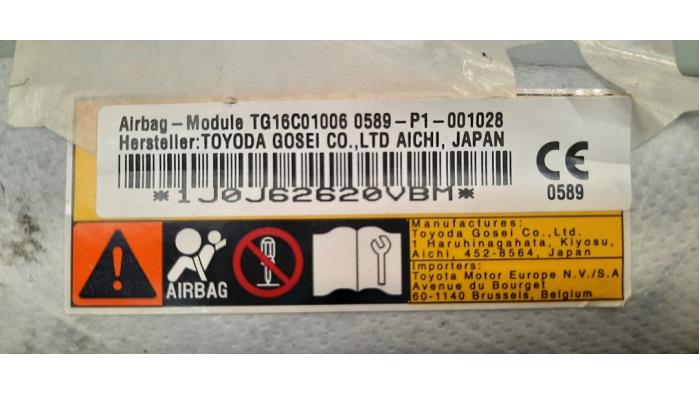 Airbag-Module TG16C01006 0589-P1-001028
Hersteller:TOYODA GOSEI CO.,LTD AICHI, JAPAN
*1J0J62620VBM*
CE
0589
AIRBAG
Manufactures:
Toyoda Gosei Co.,Ltd.
1 Haruhinagahata, Kiyosu,
Aichi, 452-8564, Japan
Importers:
Toyota Motor Europe N.V./S.A
Avenue du Bourget
60-1140 Brussels, Belgium